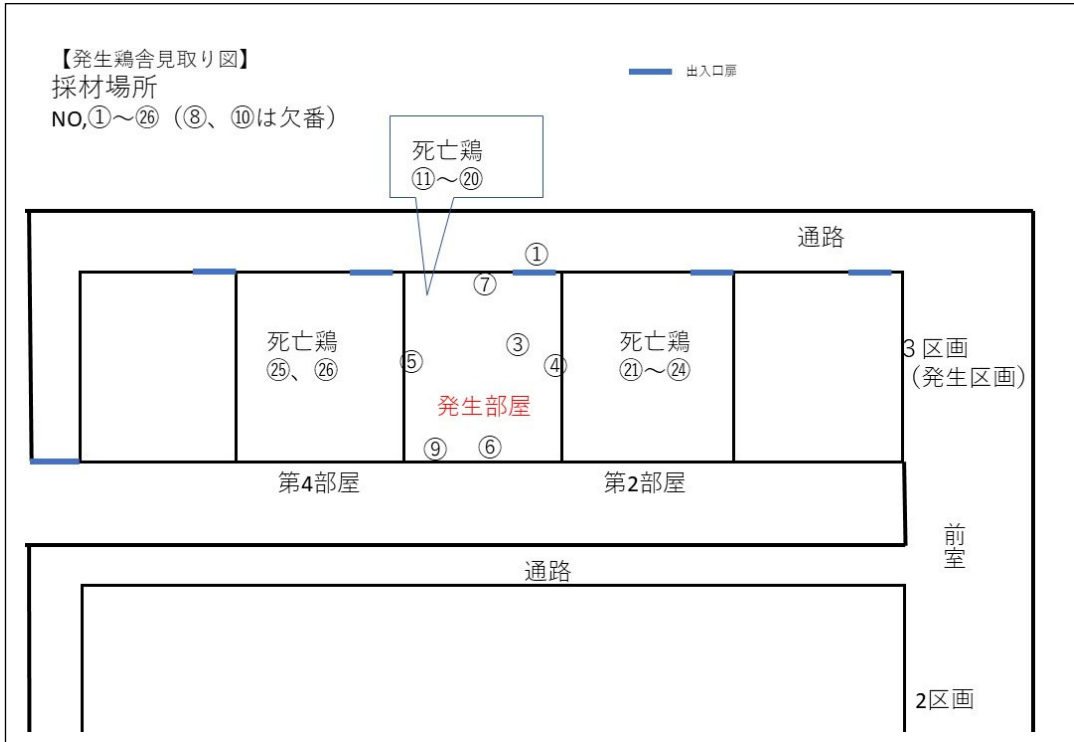 【発生鶏舎見取り図】
採材場所
NO,①～㉖（⑧、⑩は欠番）
出入口扉
死亡鶏
⑪～⑳
通路
①
⑦
死亡鶏
㉕、㉖
⑤
③
④
死亡鶏
㉑～㉔
３区画
（発生区画）
発生部屋
⑨
⑥
第4部屋
第2部屋
前室
通路
2区画